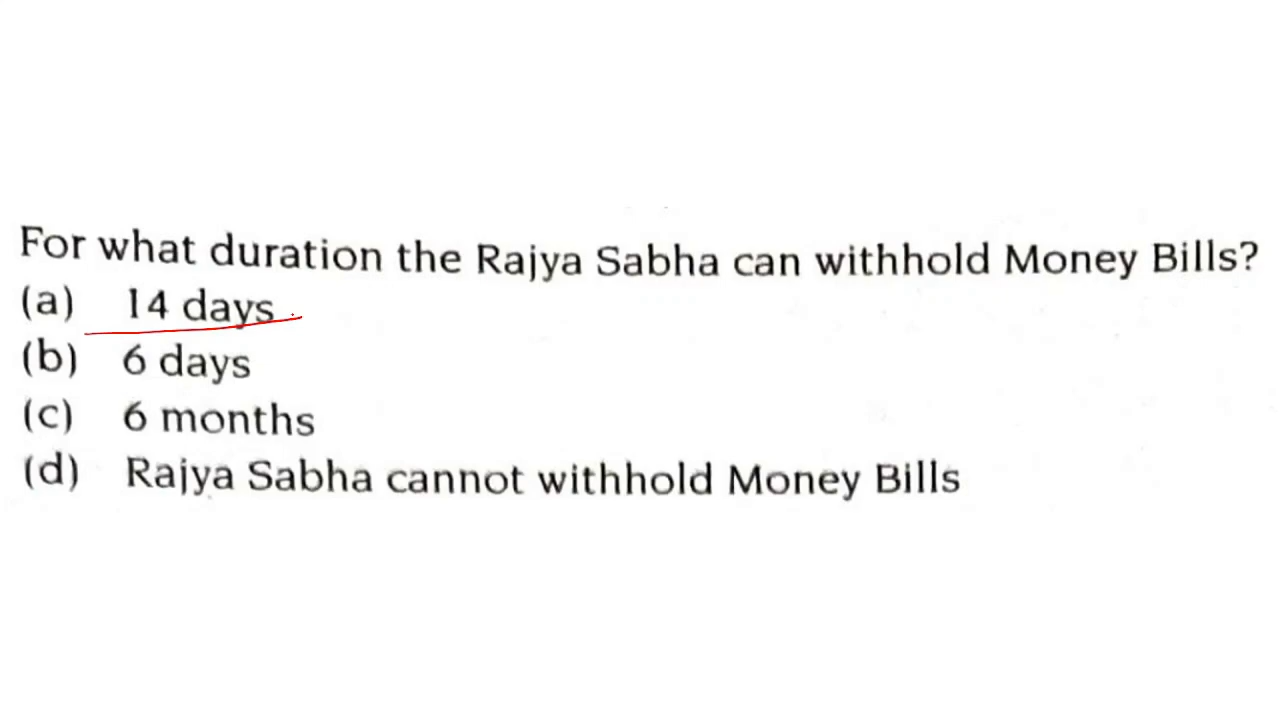 For what duration the Rajya Sabha can withhold Money Bills?
(a) 14 days
(b) 6 days
(c) 6 months
(d) Rajya Sabha cannot withhold Money Bills